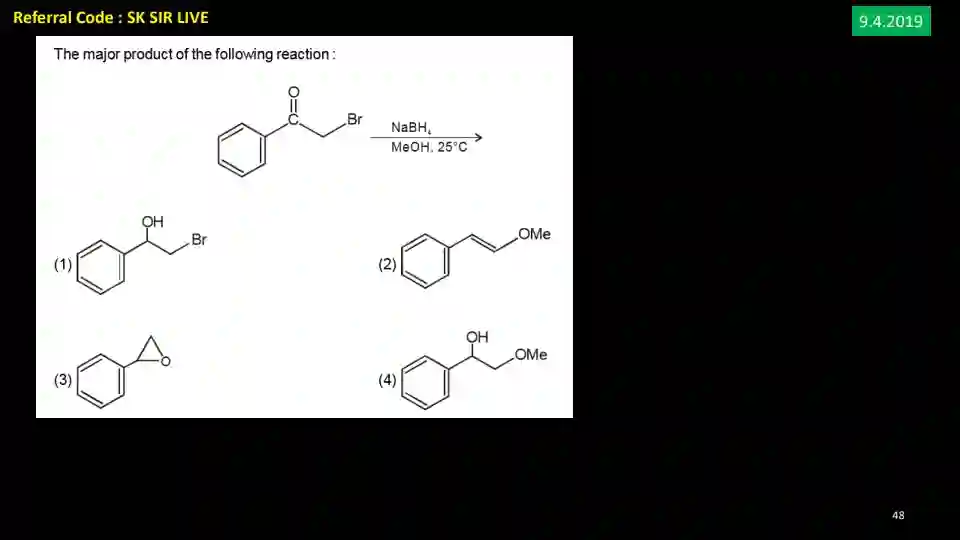 Referral Code : SK SIR LIVE
9.4.2019
The major product of the following reaction :
O
C
Br
NaBH₄
MeOH, 25°C
OH
Br
(1)
OMe
(2)
O
(3)
OH
OMe
(4)
48